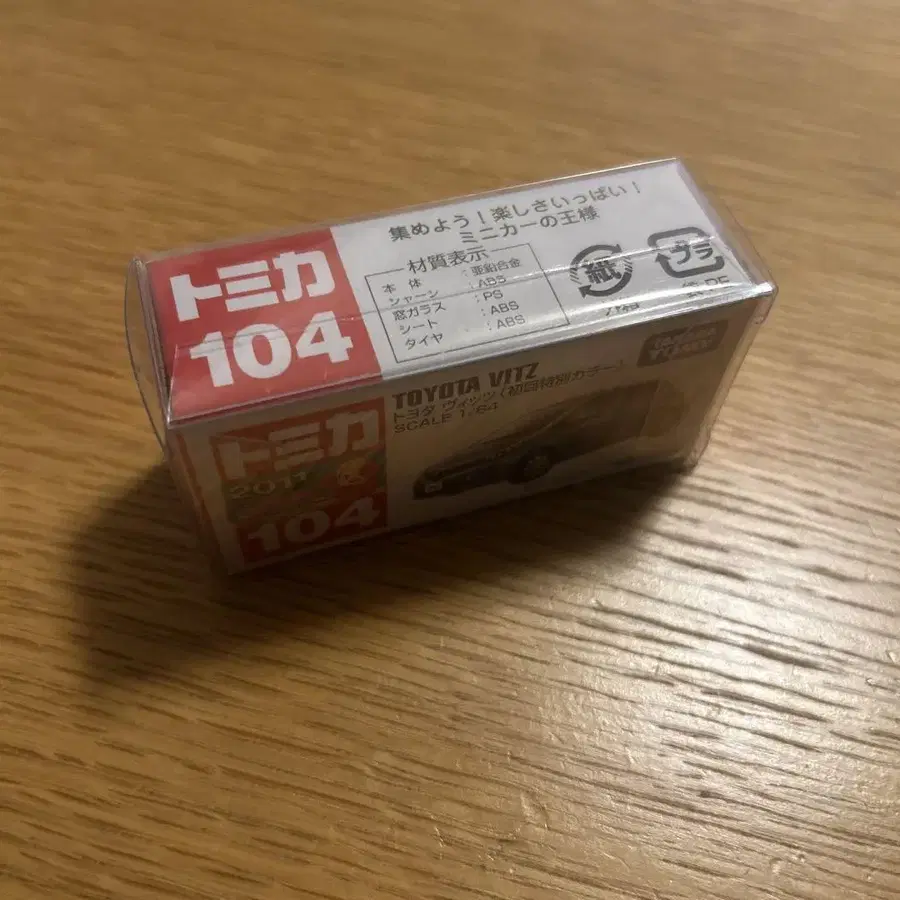 トミカ
104
集めよう!楽しさいっぱい!
ミニカーの王様
材質表示
本体 :亜鉛合金
シャーシ :ABS
窓ガラス :PS
シート :ABS
タイヤ :ABS
紙
プラ
トミカ
2011
104
TOYOTA VITZ
トヨタ ヴィッツ(初回特別カラー)
SCALE 1/64